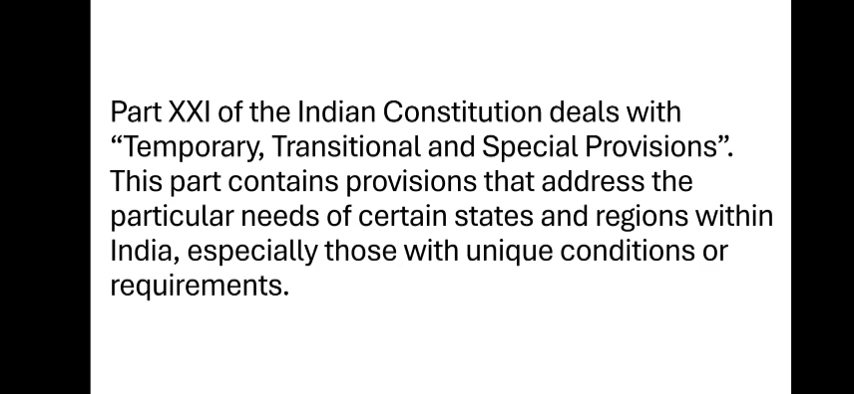 Part XXI of the Indian Constitution deals with
“Temporary, Transitional and Special Provisions”.
This part contains provisions that address the
particular needs of certain states and regions within
India, especially those with unique conditions or
requirements.